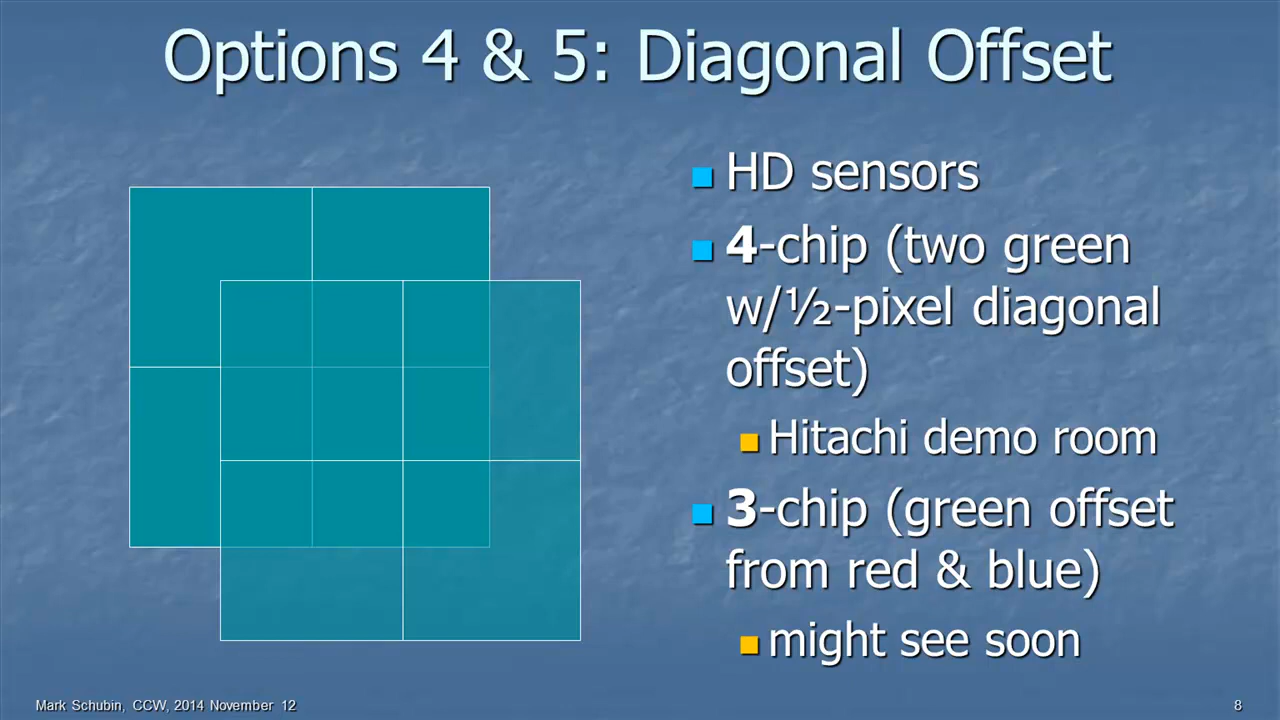 Options 4 & 5: Diagonal Offset
HD sensors
4-chip (two green
w/½-pixel diagonal
offset)
Hitachi demo room
3-chip (green offset
from red & blue)
might see soon
Mark Schubin, CCW, 2014 November 12
8